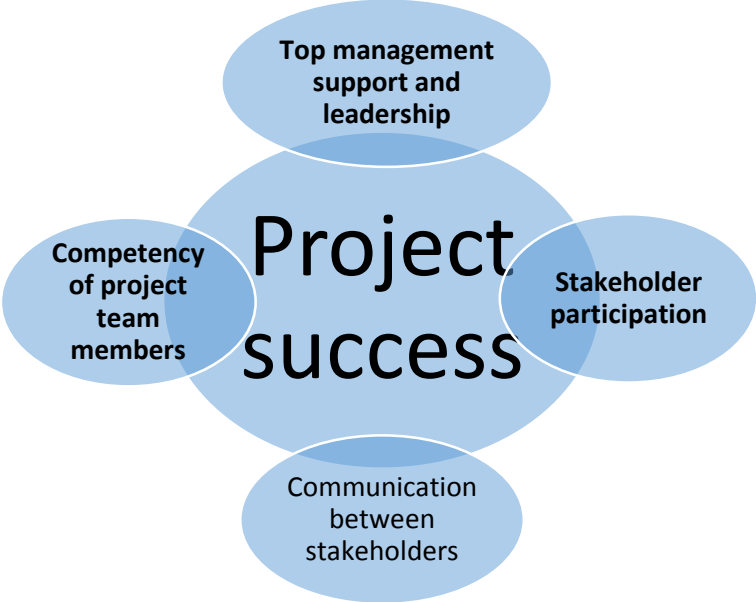 Top management
support and
leadership
Competency
of project
team
members
Project
success
Stakeholder
participation
Communication
between
stakeholders